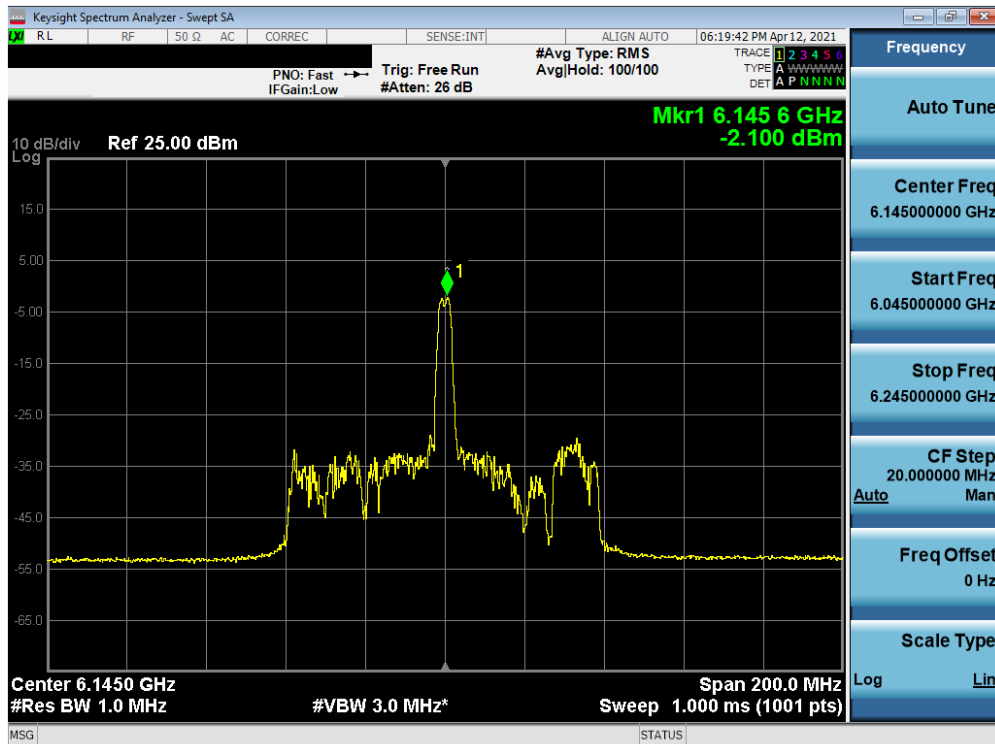 Keysight Spectrum Analyzer - Swept SA
LXI RL RF 50 Ω AC CORREC SENSE:INT ALIGN AUTO 06:19:42 PM Apr 12, 2021
PNO: Fast
IFGain:Low
Trig: Free Run
#Atten: 26 dB
#Avg Type: RMS
Avg|Hold: 100/100
TRACE 1 2 3 4 5 6
TYPE A WWWWW
DET A P N N N N
Mkr1 6.145 6 GHz
-2.100 dBm
10 dB/div
Log
Ref 25.00 dBm
15.0
5.00
-5.00
-15.0
-25.0
-35.0
-45.0
-55.0
-65.0
1
Center 6.1450 GHz
Span 200.0 MHz
#Res BW 1.0 MHz
#VBW 3.0 MHz*
Sweep 1.000 ms (1001 pts)
MSG
STATUS
Frequency
Auto Tune
Center Freq
6.145000000 GHz
Start Freq
6.045000000 GHz
Stop Freq
6.245000000 GHz
CF Step
20.000000 MHz
Auto Man
Freq Offset
0 Hz
Scale Type
Log Lin